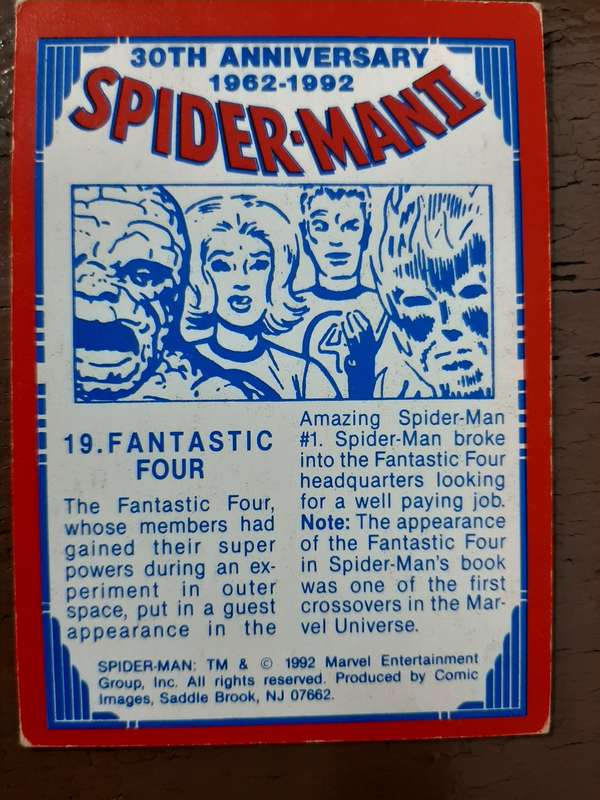 30TH ANNIVERSARY
1962-1992
SPIDER-MAN II
19. FANTASTIC
FOUR
The Fantastic Four,
whose members had
gained their super
powers during an ex-
periment in outer
space, put in a guest
appearance in the
Amazing Spider-Man
#1. Spider-Man broke
into the Fantastic Four
headquarters looking
for a well paying job.
Note: The appearance
of the Fantastic Four
in Spider-Man's book
was one of the first
crossovers in the Mar-
vel Universe.
SPIDER-MAN: TM & © 1992 Marvel Entertainment
Group, Inc. All rights reserved. Produced by Comic
Images, Saddle Brook, NJ 07662.